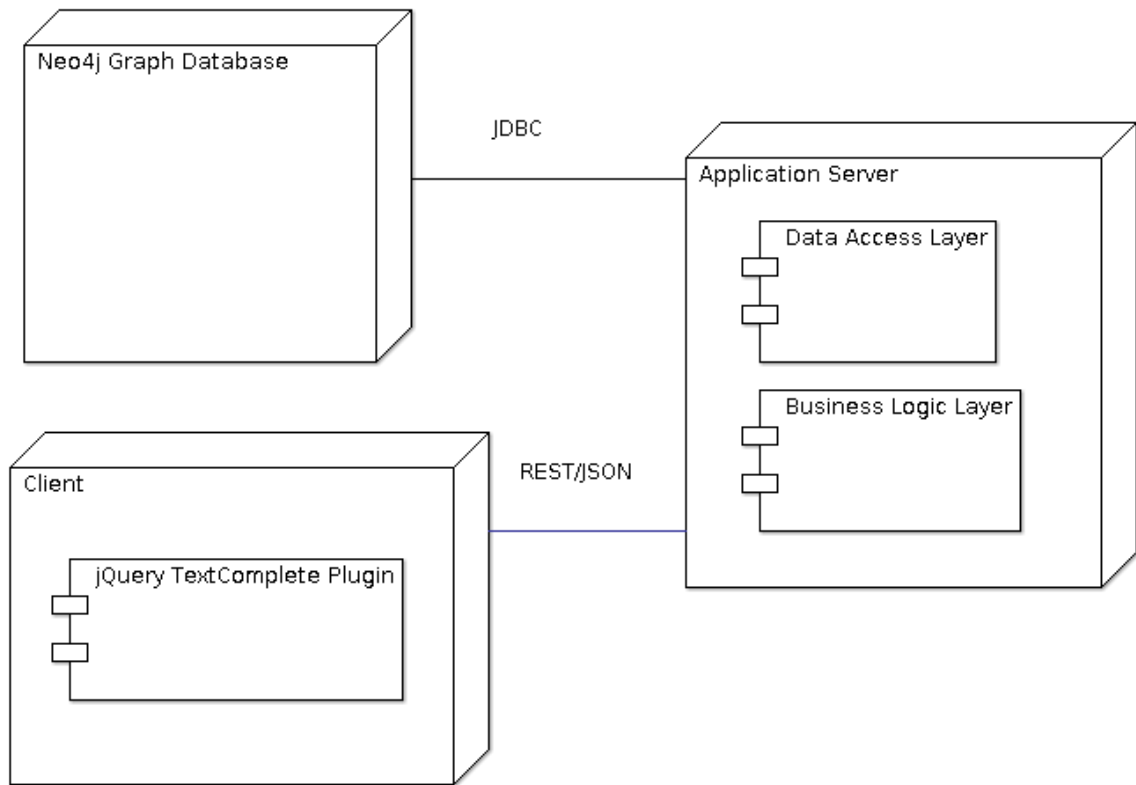 Neo4j Graph Database
JDBC
Application Server
Data Access Layer
Business Logic Layer
REST/JSON
Client
jQuery TextComplete Plugin